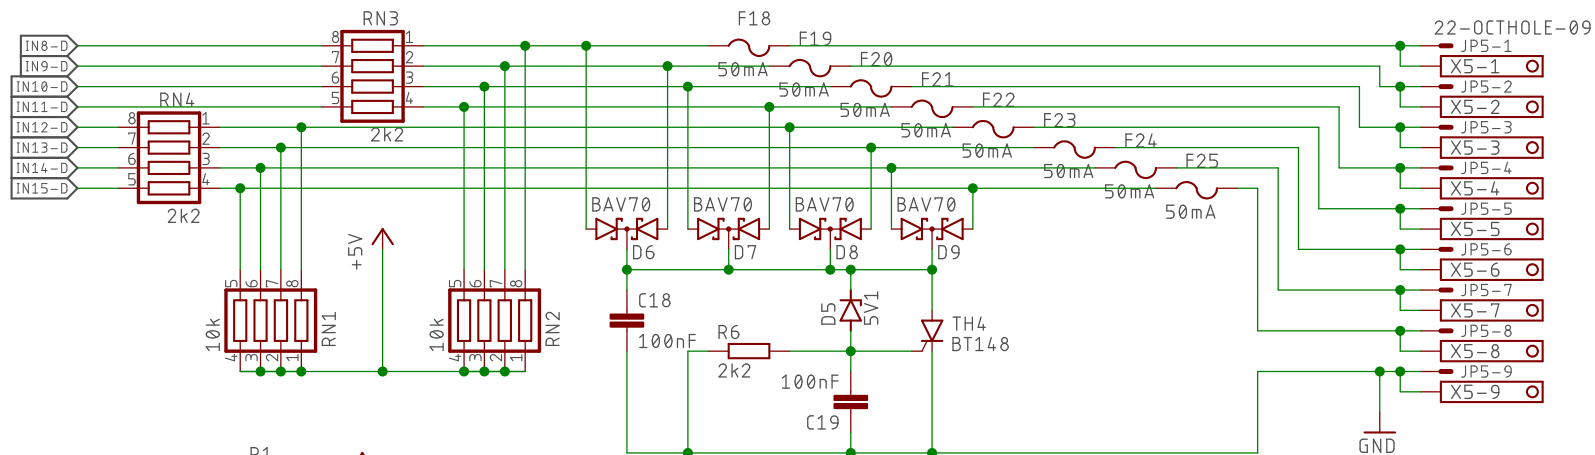 RN3
F18
22-OCTHOLE-09
IN8-D
8
1
F19
JP5-1
IN9-D
7
2
50mA
F20
X5-1
IN10-D
6
3
50mA
F21
JP5-2
IN11-D
RN4
5
4
50mA
F22
X5-2
IN12-D
8
1
2k2
50mA
F23
JP5-3
IN13-D
7
2
50mA
F24
X5-3
IN14-D
6
3
50mA
F25
JP5-4
IN15-D
5
4
50mA
X5-4
2k2
BAV70
BAV70
BAV70
BAV70
50mA
JP5-5
X5-5
+5V
D6
D7
D8
D9
JP5-6
X5-6
5
6
7
8
5
6
7
8
JP5-7
10k
RN1
10k
RN2
C18
D5
5V1
X5-7
100nF
R6
TH4
JP5-8
BT148
X5-8
4
3
2
1
4
3
2
1
2k2
JP5-9
100nF
X5-9
C19
GND